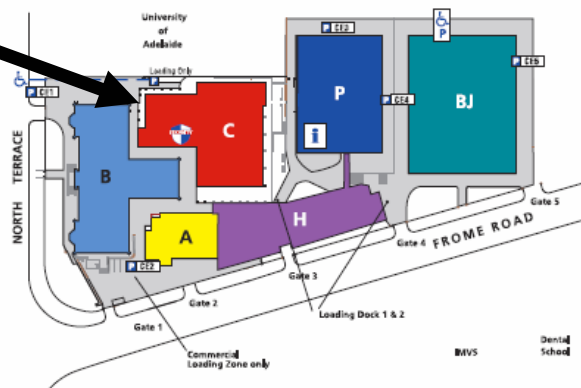 University
of
Adelaide
Loading Only
CE3
P
CE5
CE1
CE4
P
BJ
C
i
B
NORTH TERRACE
A
H
Gate 5
Gate 4
FROME ROAD
CE2
Gate 3
Gate 2
Loading Dock 1 & 2
Gate 1
Commercial
Loading Zone only
IMVS
Dental
School